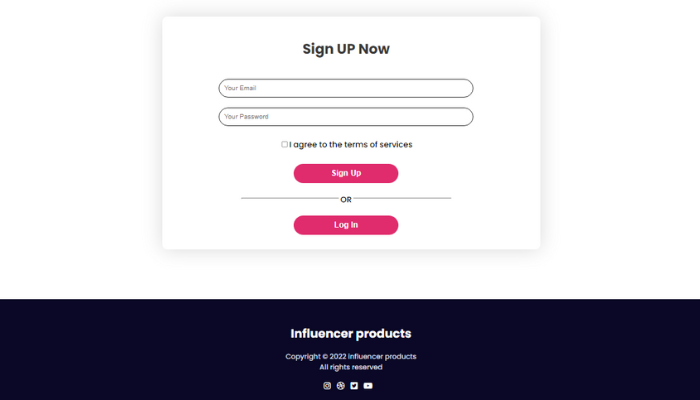 Sign UP Now
Your Email
Your Password
I agree to the terms of services
Sign Up
OR
Log In
Influencer products
Copyright © 2022 influencer products
All rights reserved